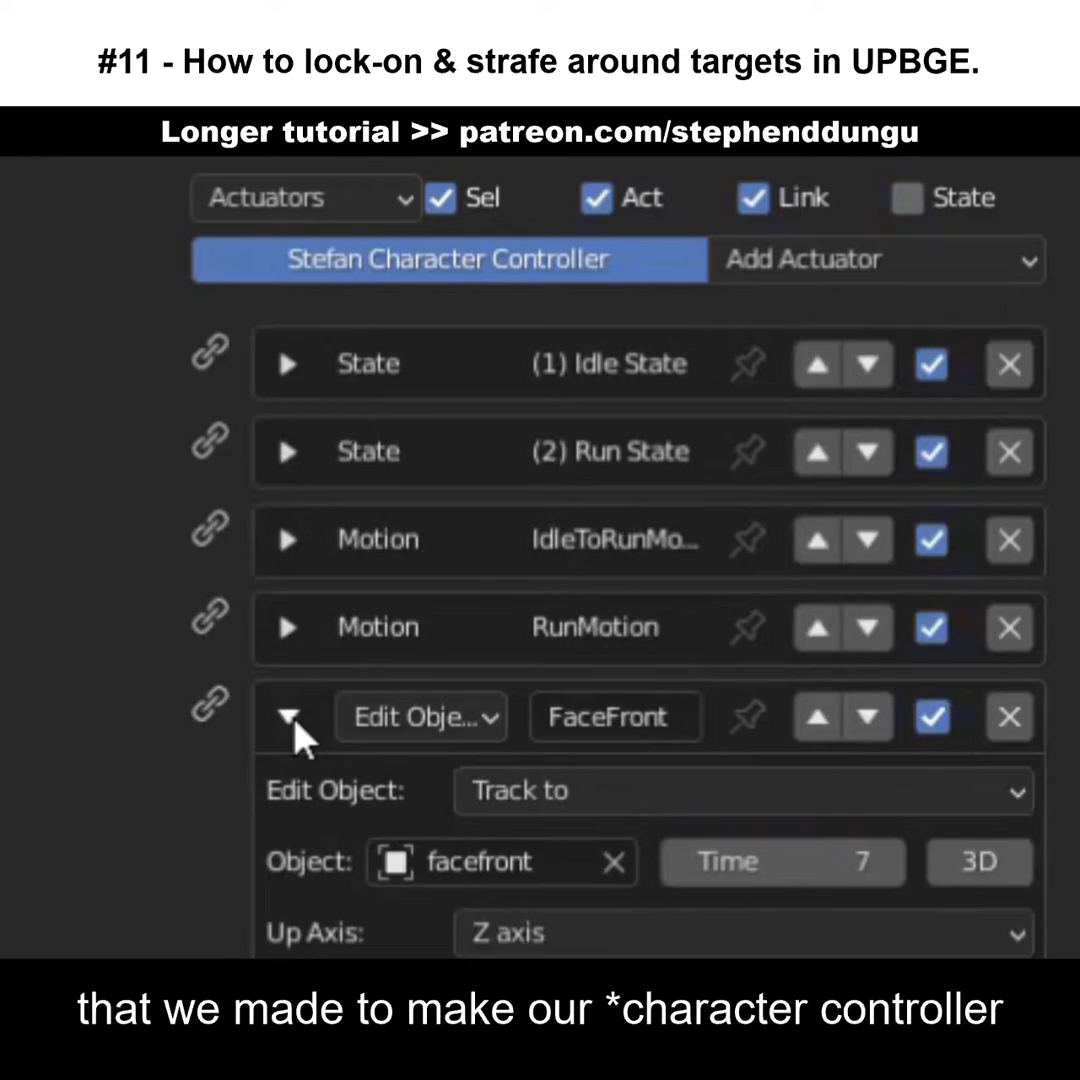 #11 - How to lock-on & strafe around targets in UPBGE.
Longer tutorial >> patreon.com/stephenddungu
Actuators Sel Act Link State
Stefan Character Controller Add Actuator
State (1) Idle State
State (2) Run State
Motion IdleToRunMo...
Motion RunMotion
Edit Obje... FaceFront
Edit Object: Track to
Object: facefront Time 7 3D
Up Axis: Z axis
that we made to make our *character controller